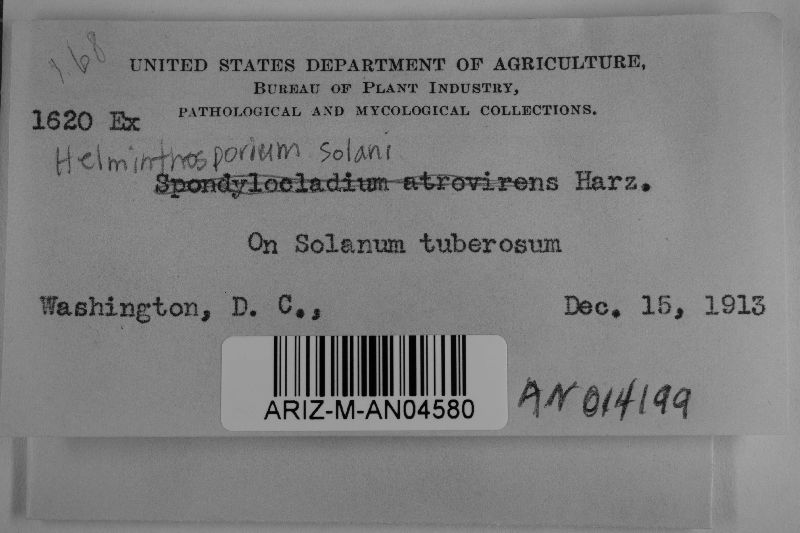 168
UNITED STATES DEPARTMENT OF AGRICULTURE,
BUREAU OF PLANT INDUSTRY,
PATHOLOGICAL AND MYCOLOGICAL COLLECTIONS.
1620 Ex
Helminthosporium solani
Spondylocladium atrovirens Harz.
On Solanum tuberosum
Washington, D. C.,
Dec. 15, 1913
ARIZ-M-AN04580
AN 014199